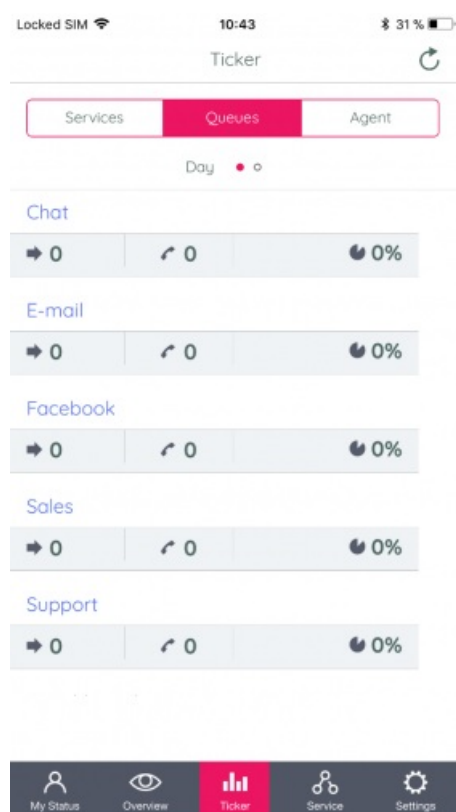 Locked SIM 10:43 31 %
Ticker
Services Queues Agent
Day
Chat
0 0 0%
E-mail
0 0 0%
Facebook
0 0 0%
Sales
0 0 0%
Support
0 0 0%
My Status Overview Ticker Service Settings